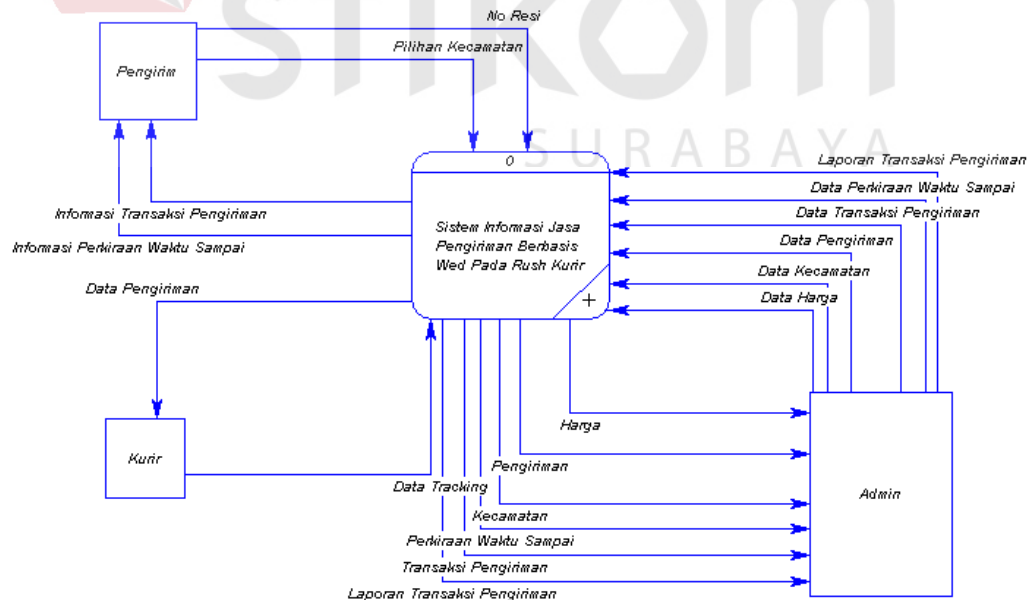 STIKOM
SURABAYA
No Resi
Pilihan Kecamatan
Pengirim
Informasi Transaksi Pengiriman
Informasi Perkiraan Waktu Sampai
Data Pengiriman
0
Sistem Informasi Jasa
Pengiriman Berbasis
Wed Pada Rush Kurir
+
Laporan Transaksi Pengiriman
Data Perkiraan Waktu Sampai
Data Transaksi Pengiriman
Data Pengiriman
Data Kecamatan
Data Harga
Kurir
Data Tracking
Harga
Pengiriman
Kecamatan
Perkiraan Waktu Sampai
Transaksi Pengiriman
Laporan Transaksi Pengiriman
Admin